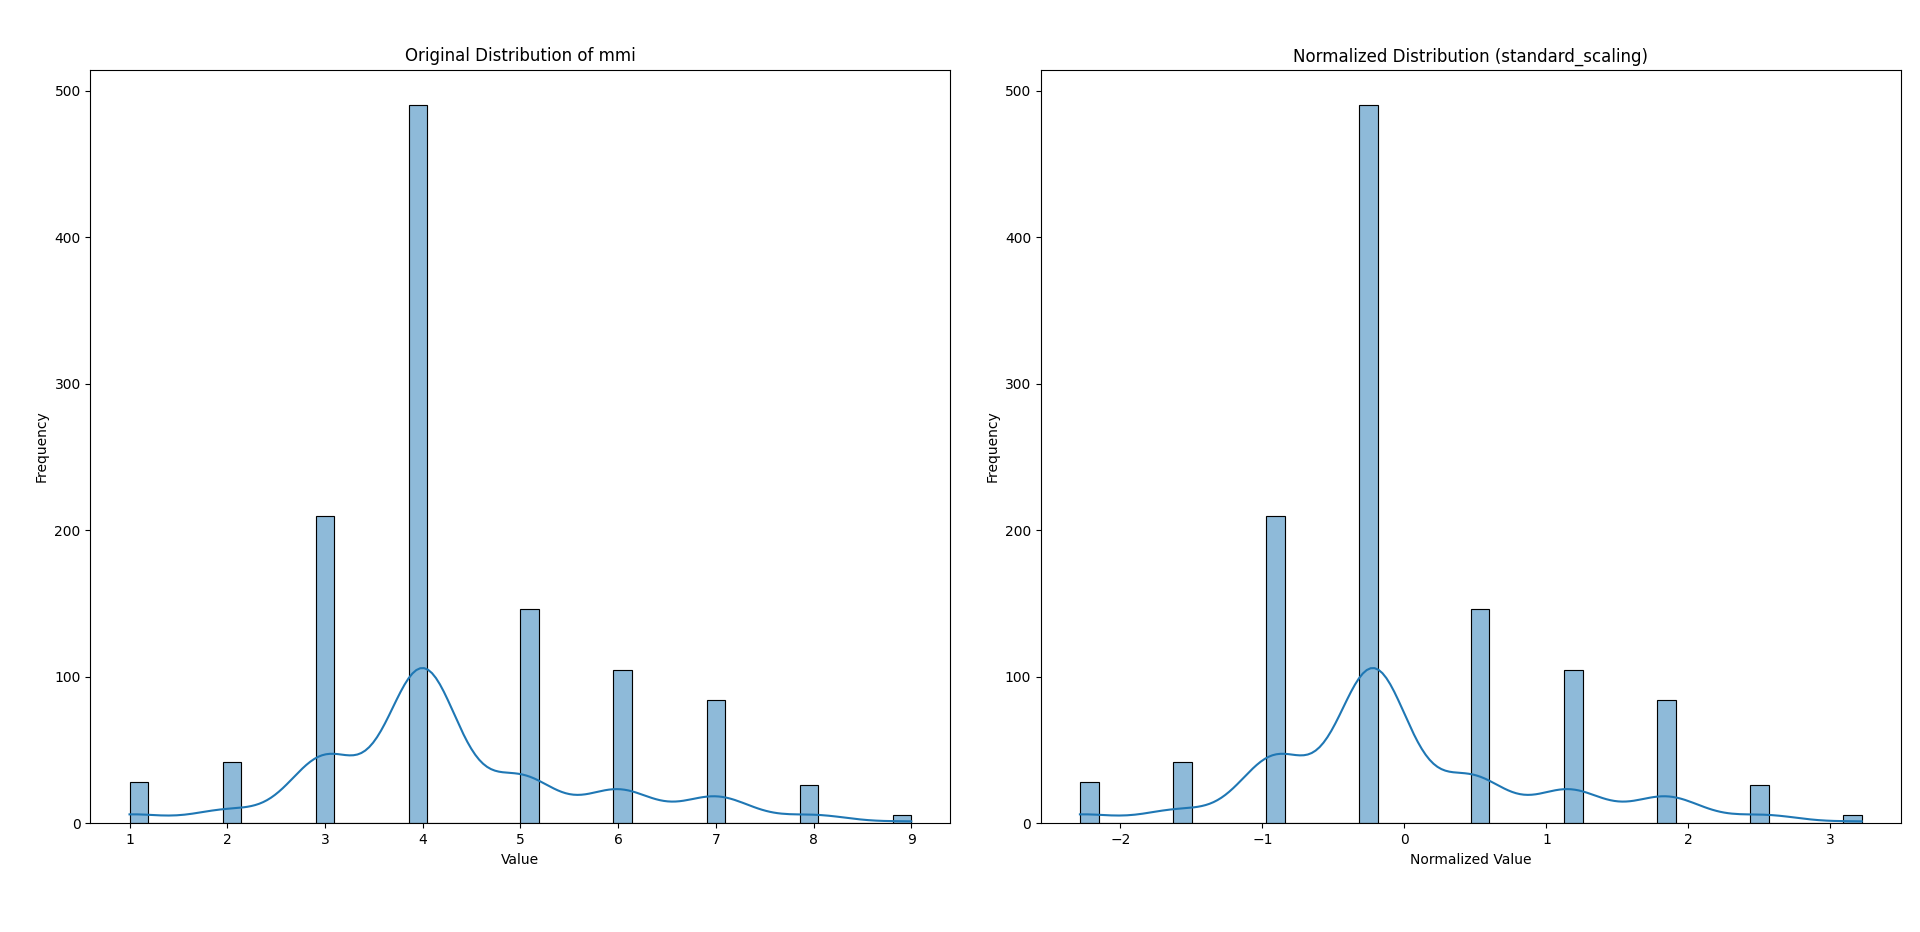 Original Distribution of mmi
500
400
300
200
100
0
Frequency
1 2 3 4 5 6 7 8 9
Value
Normalized Distribution (standard_scaling)
500
400
300
200
100
0
Frequency
−2 −1 0 1 2 3
Normalized Value